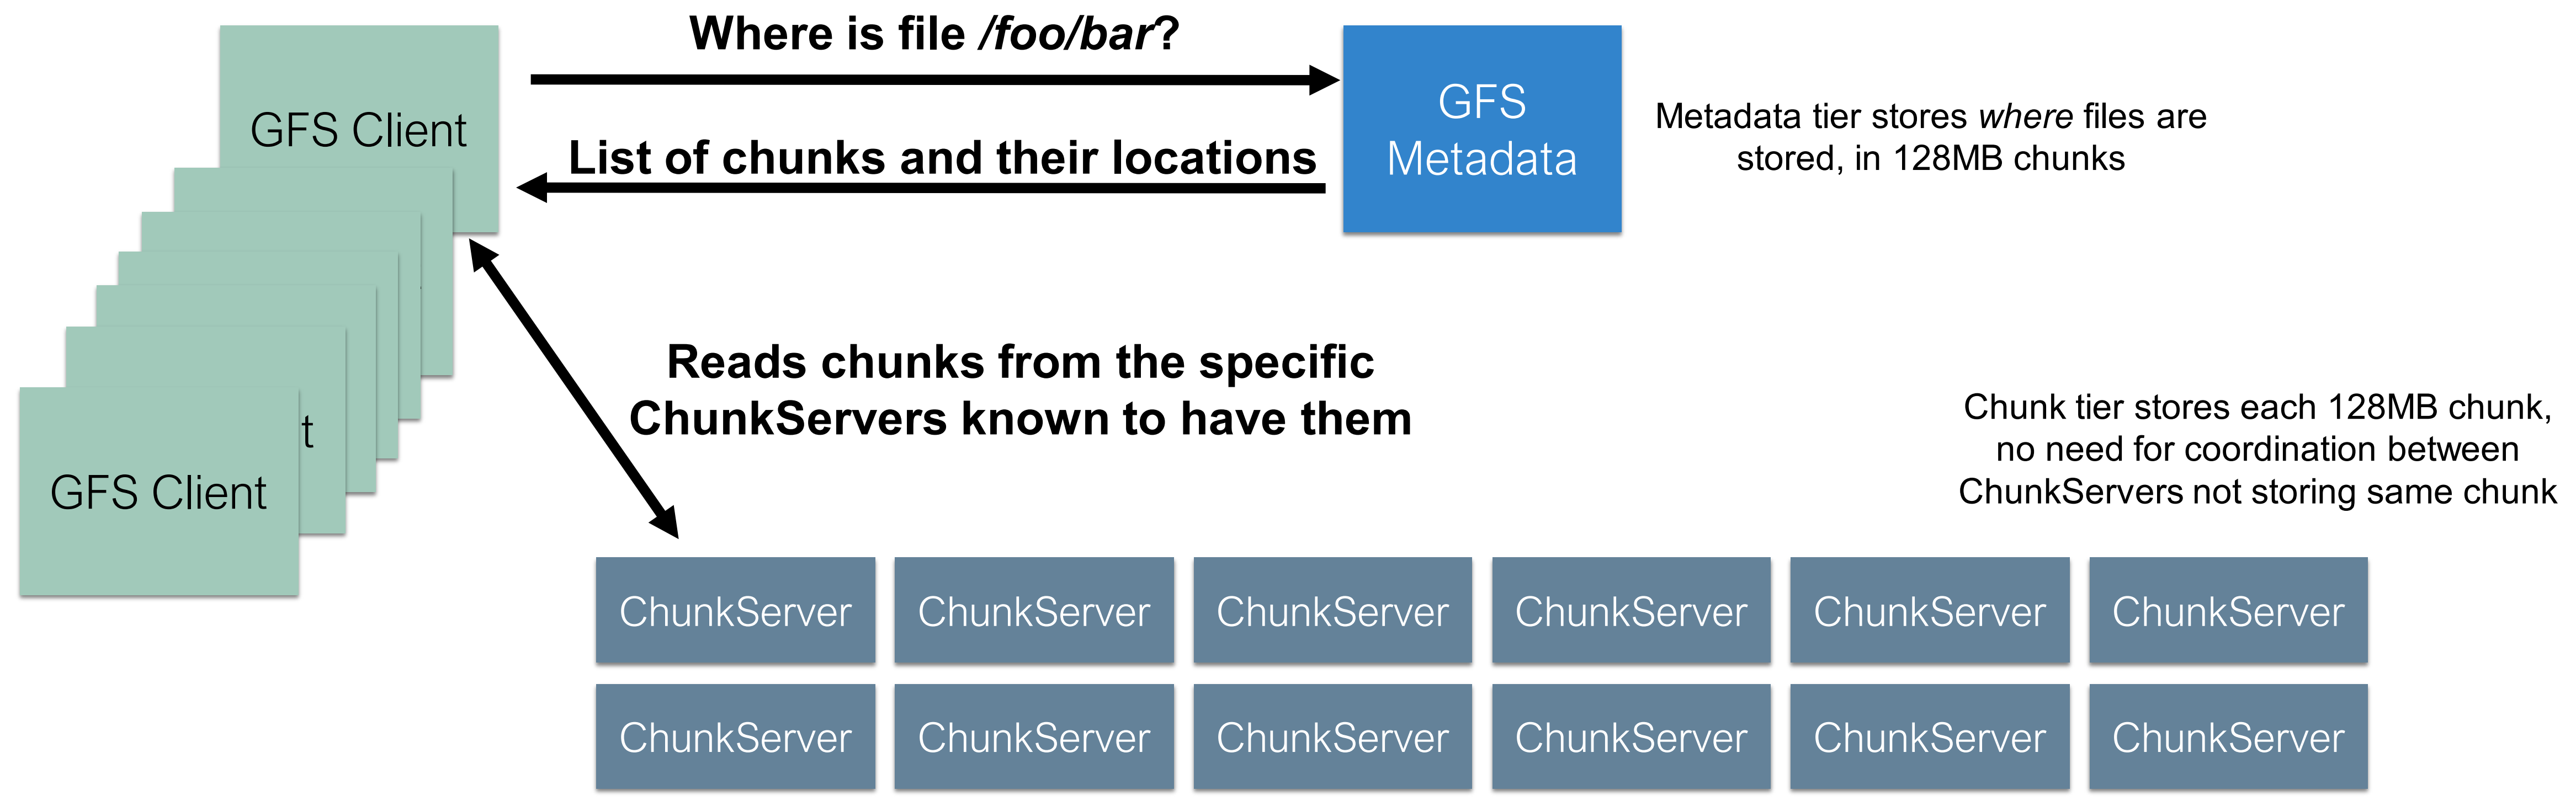 Where is file /foo/bar?
GFS Client
GFS
Metadata
Metadata tier stores where files are
stored, in 128MB chunks
List of chunks and their locations
Reads chunks from the specific
ChunkServers known to have them
Chunk tier stores each 128MB chunk,
no need for coordination between
ChunkServers not storing same chunk
t
GFS Client
ChunkServer ChunkServer ChunkServer ChunkServer ChunkServer ChunkServer
ChunkServer ChunkServer ChunkServer ChunkServer ChunkServer ChunkServer